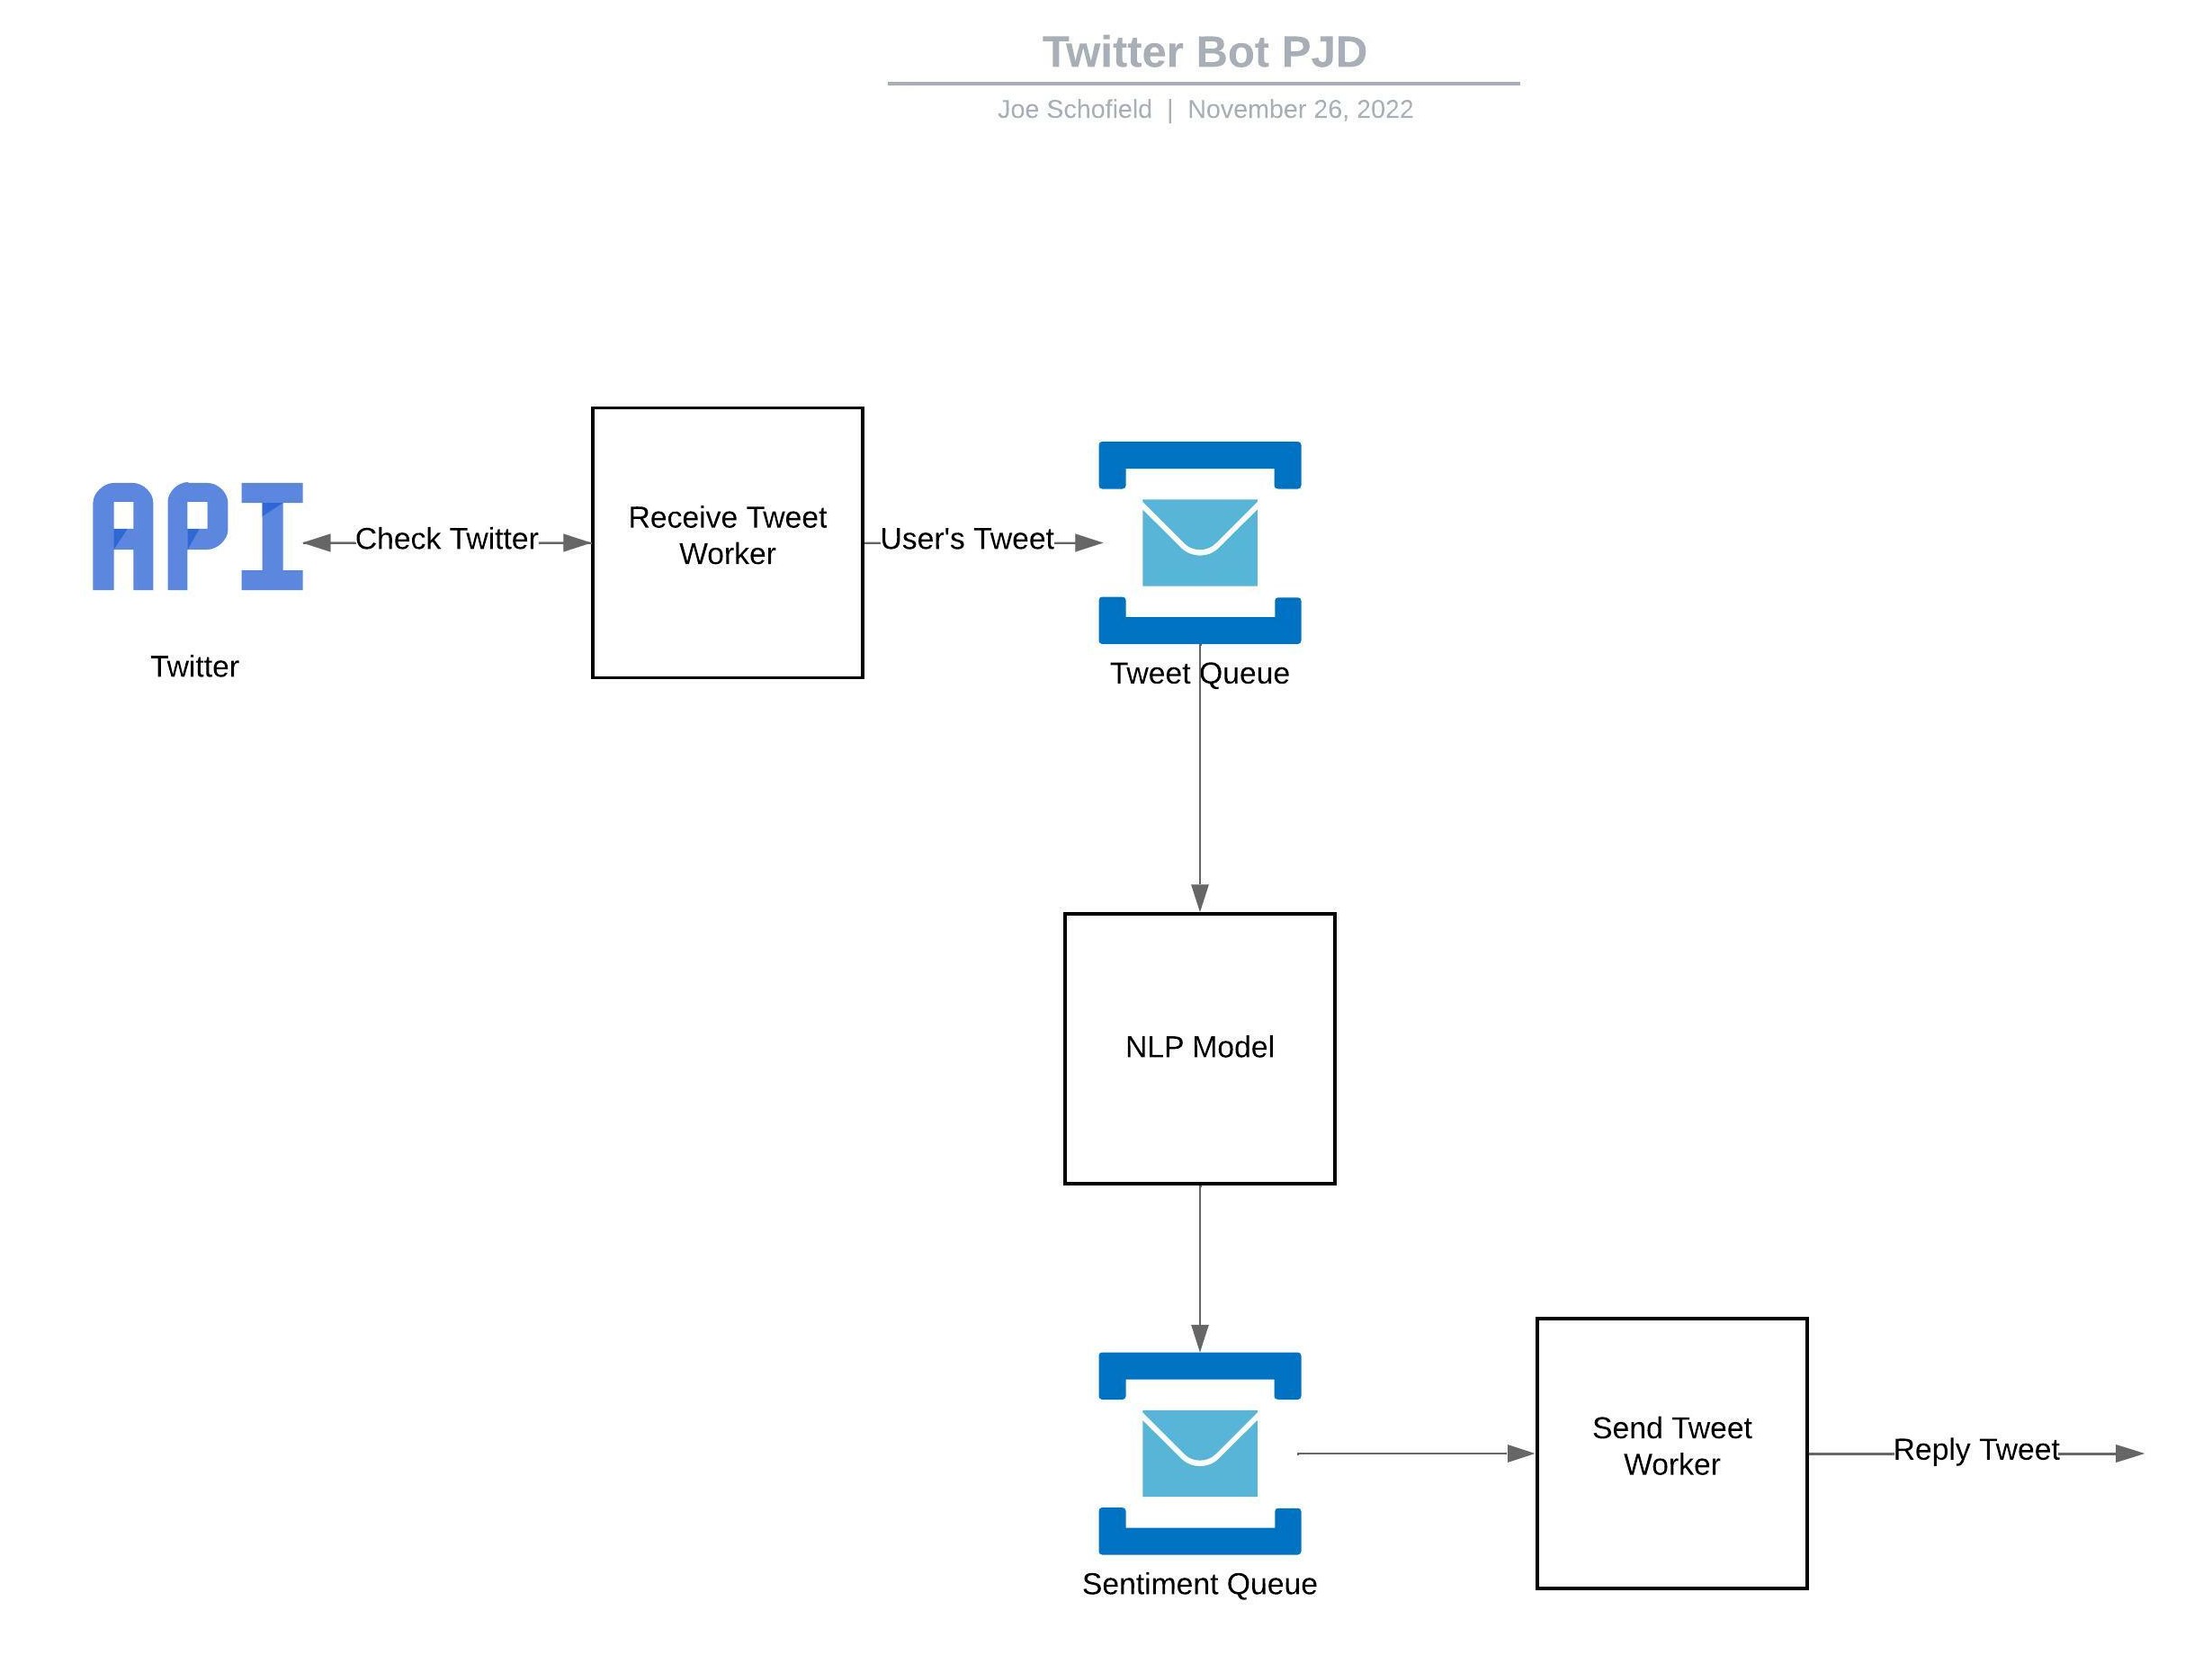 Twitter Bot PJD
Joe Schofield | November 26, 2022
API
Twitter
Check Twitter
Receive Tweet
Worker
User's Tweet
Tweet Queue
NLP Model
Sentiment Queue
Send Tweet
Worker
Reply Tweet